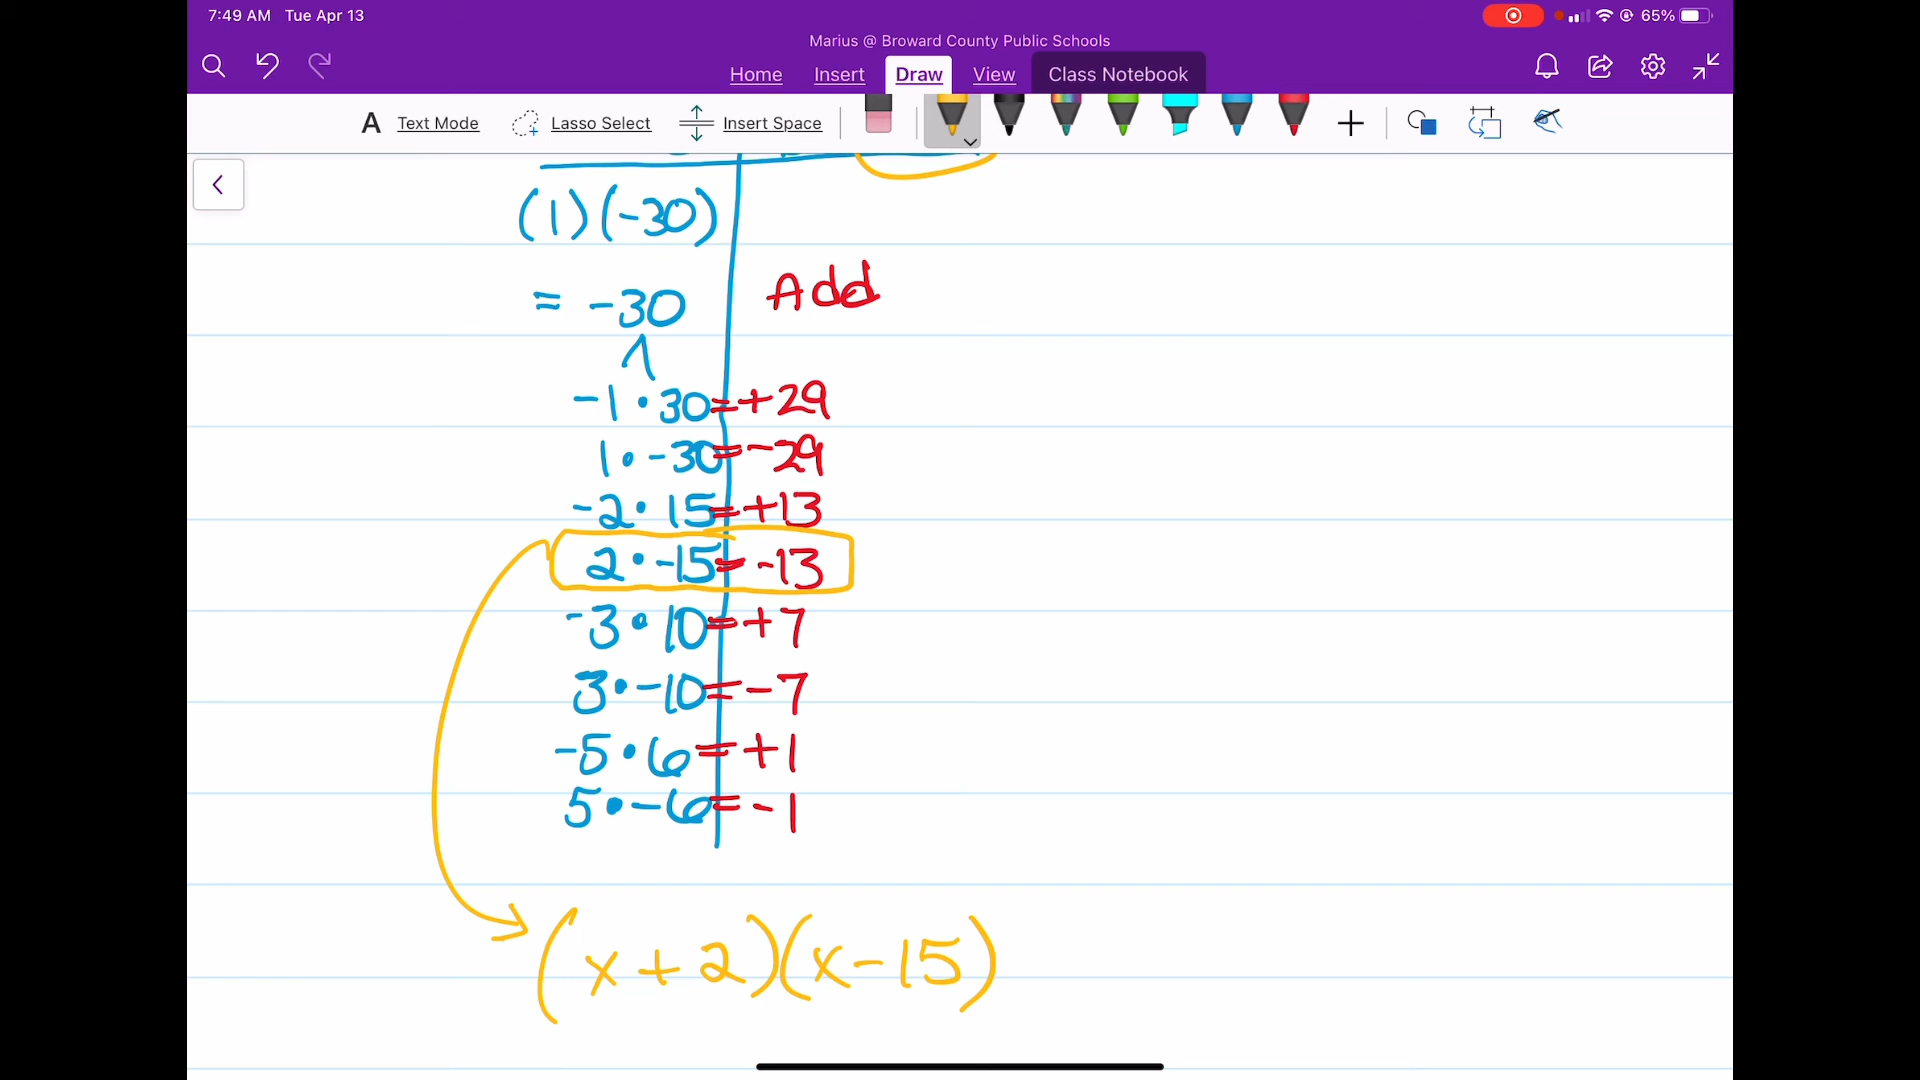 7:49 AM Tue Apr 13
65%
Marius @ Broward County Public Schools
Home Insert Draw View Class Notebook
A Text Mode Lasso Select Insert Space
(1)(-30)
= -30
Add
-1 · 30 = +29
1 · -30 = -29
-2 · 15 = +13
2 · -15 = -13
-3 · 10 = +7
3 · -10 = -7
-5 · 6 = +1
5 · -6 = -1
(x+2)(x-15)